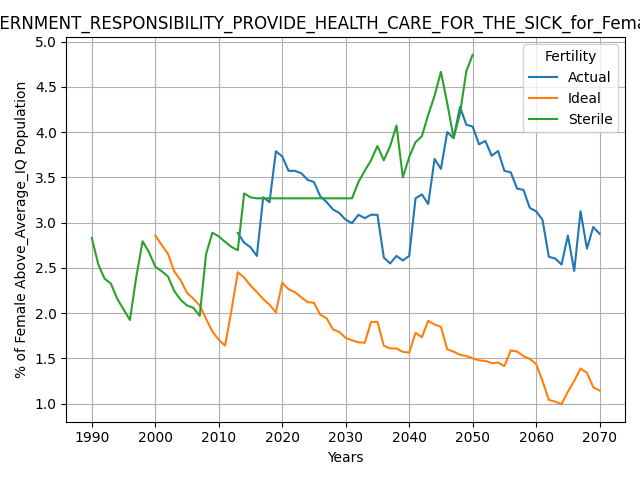 ERNMENT_RESPONSIBILITY_PROVIDE_HEALTH_CARE_FOR_THE_SICK_for_Fema
% of Female Above_Average_IQ Population
5.0
4.5
4.0
3.5
3.0
2.5
2.0
1.5
1.0
Fertility
Actual
Ideal
Sterile
1990 2000 2010 2020 2030 2040 2050 2060 2070
Years